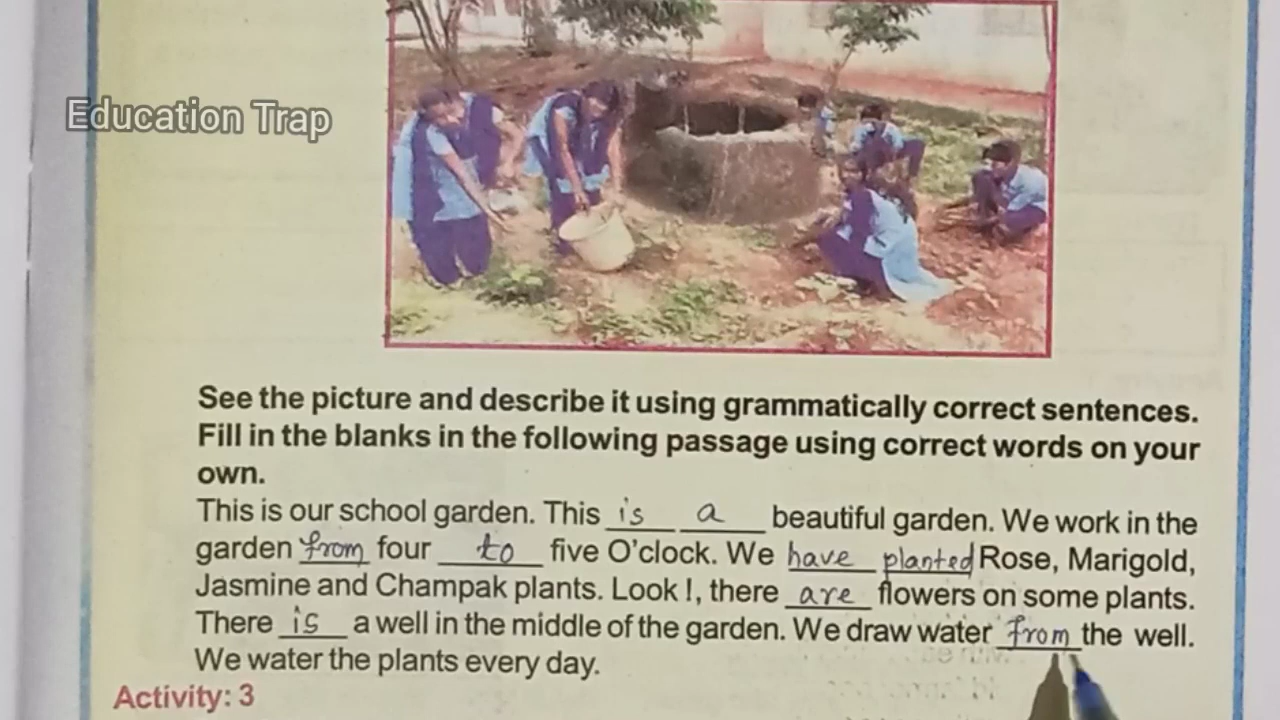 Education Trap
See the picture and describe it using grammatically correct sentences.
Fill in the blanks in the following passage using correct words on your
own.
This is our school garden. This is a beautiful garden. We work in the
garden from four to five O'clock. We have planted Rose, Marigold,
Jasmine and Champak plants. Look !, there are flowers on some plants.
There is a well in the middle of the garden. We draw water from the well.
We water the plants every day.
Activity: 3